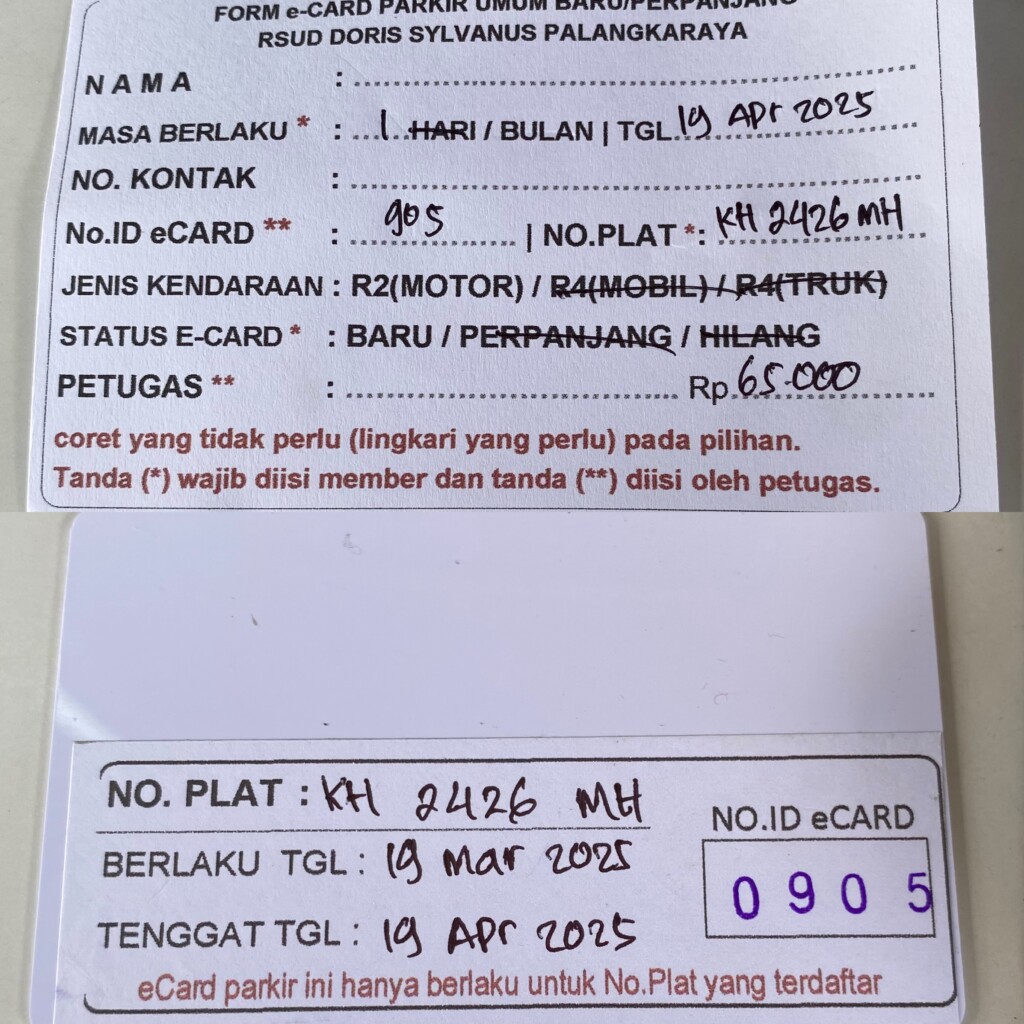 FORM e-CARD PARKIR UMUM BARU/PERPANJANG
RSUD DORIS SYLVANUS PALANGKARAYA
NAMA :
MASA BERLAKU * : 1 HARI / BULAN | TGL 19 Apr 2025
NO. KONTAK :
No.ID eCARD ** : 905 | NO.PLAT *: KH 2426 MH
JENIS KENDARAAN : R2(MOTOR) / R4(MOBIL) / R4(TRUK)
STATUS E-CARD * : BARU / PERPANJANG / HILANG
PETUGAS ** : Rp 65.000
coret yang tidak perlu (lingkari yang perlu) pada pilihan.
Tanda (*) wajib diisi member dan tanda (**) diisi oleh petugas.
NO. PLAT : KH 2426 MH
BERLAKU TGL : 19 Mar 2025
TENGGAT TGL : 19 Apr 2025
NO.ID eCARD
0905
eCard parkir ini hanya berlaku untuk No.Plat yang terdaftar